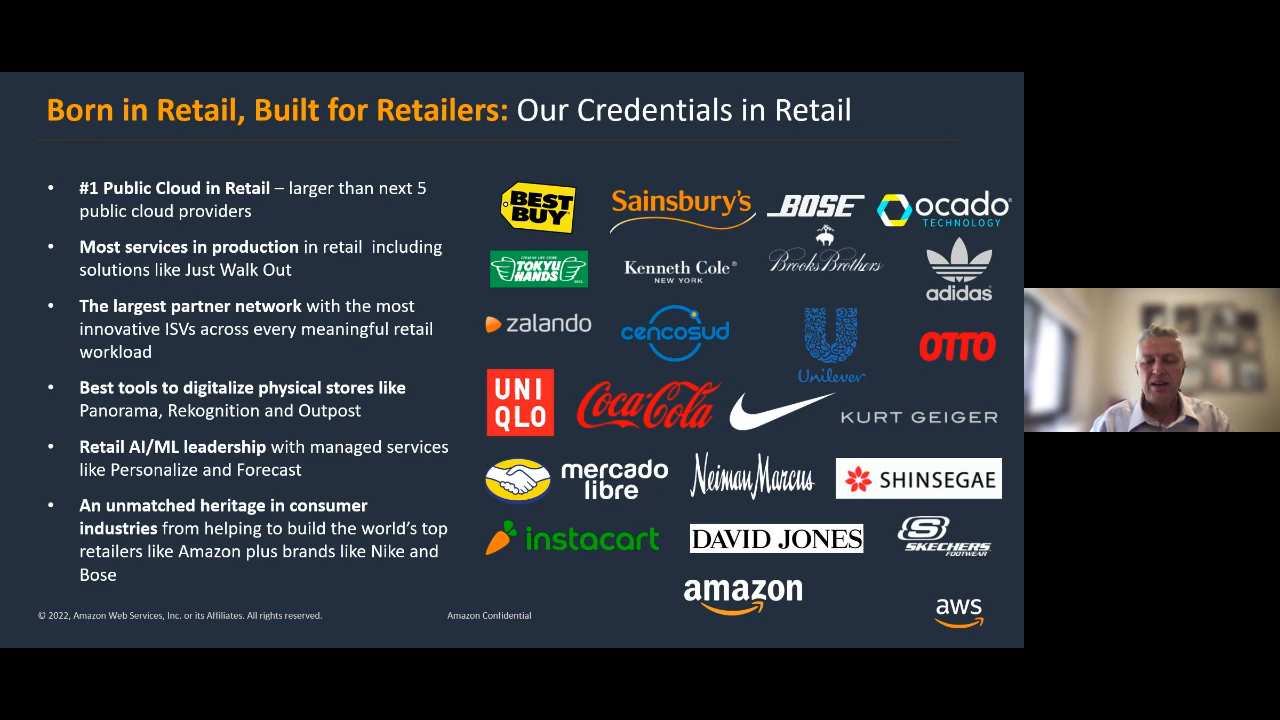 Born in Retail, Built for Retailers: Our Credentials in Retail
• #1 Public Cloud in Retail – larger than next 5
public cloud providers
• Most services in production in retail including
solutions like Just Walk Out
• The largest partner network with the most
innovative ISVs across every meaningful retail
workload
• Best tools to digitalize physical stores like
Panorama, Rekognition and Outpost
• Retail AI/ML leadership with managed services
like Personalize and Forecast
• An unmatched heritage in consumer
industries from helping to build the world's top
retailers like Amazon plus brands like Nike and
Bose
BEST
BUY
Sainsbury's
BOSE
ocado
TECHNOLOGY
CREATIVE LIFE STORE
TOKYU
HANDS
Kenneth Cole
NEW YORK
Brooks Brothers
adidas
zalando
cencosud
Unilever
OTTO
UNI
QLO
Coca-Cola
KURT GEIGER
mercado
libre
Neiman Marcus
SHINSEGAE
instacart
DAVID JONES
SKECHERS
FOOTWEAR
amazon
aws
© 2022, Amazon Web Services, Inc. or its Affiliates. All rights reserved.
Amazon Confidential